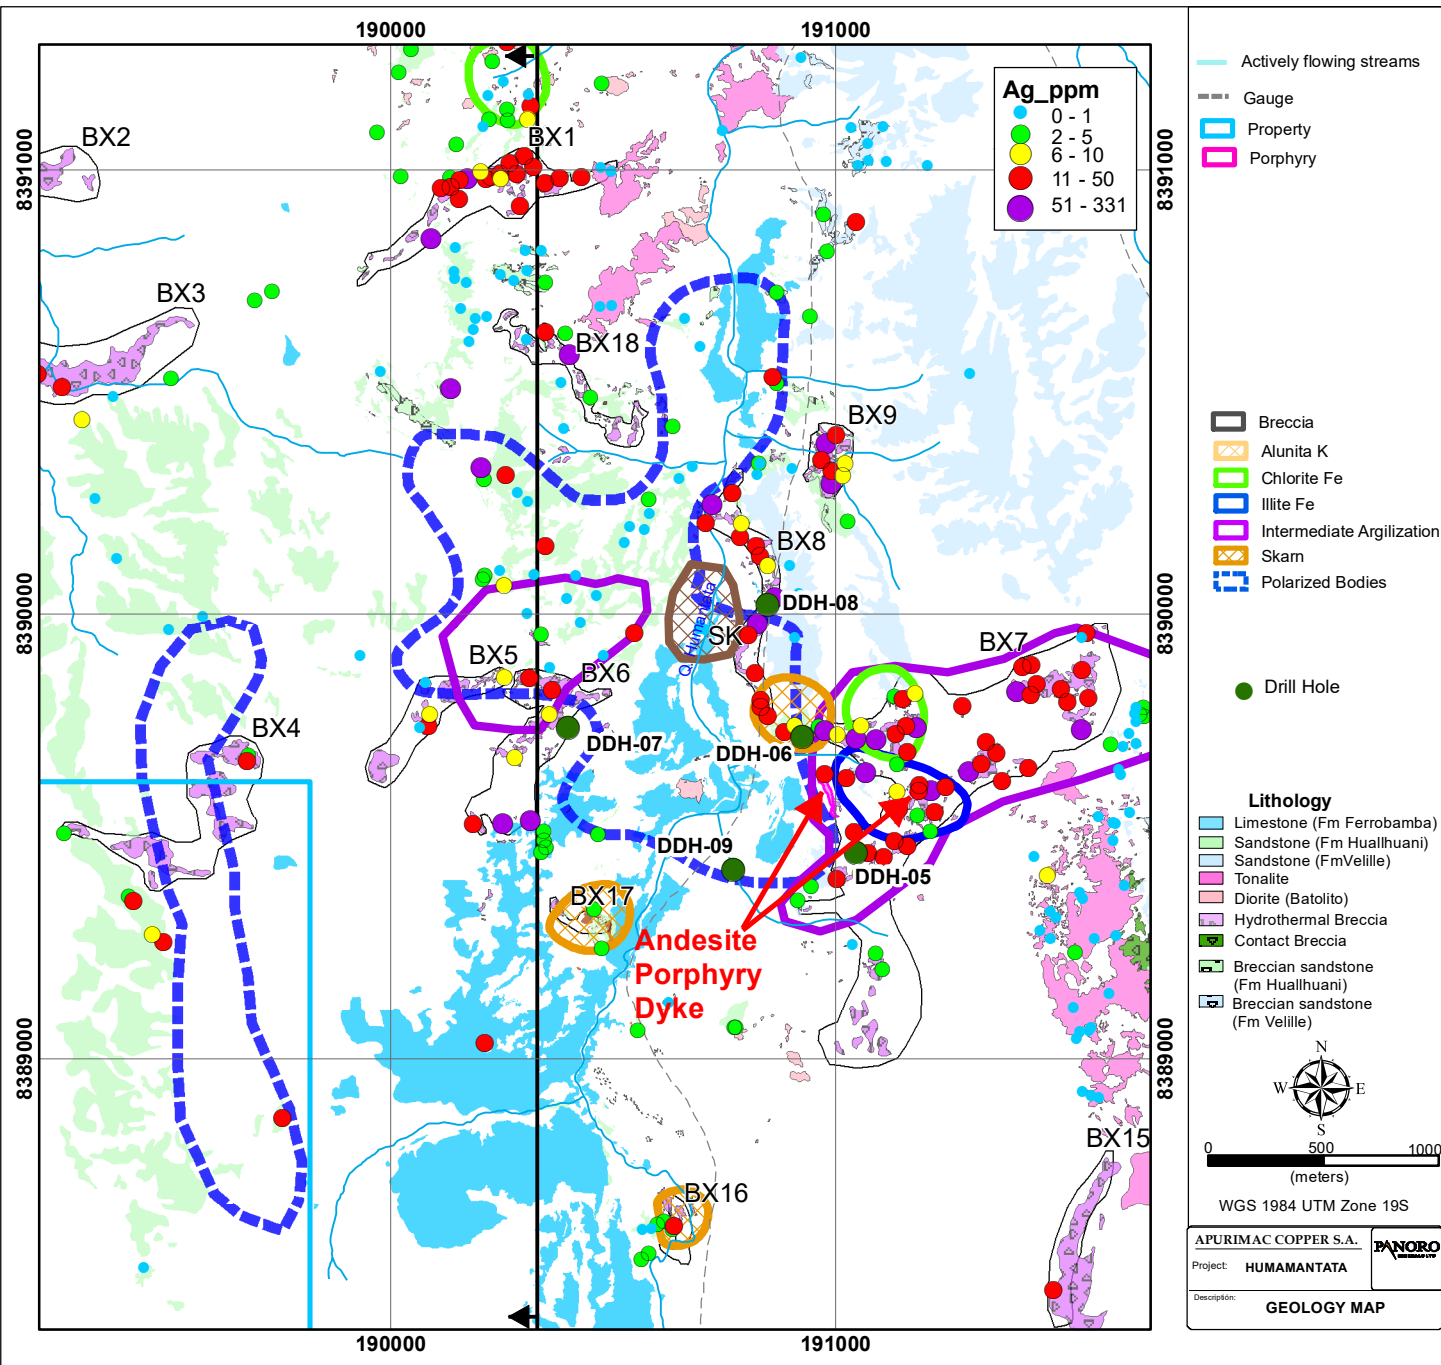 190000
191000
8391000
8390000
8389000
8391000
8390000
8389000
190000
191000
Ag_ppm
0 - 1
2 - 5
6 - 10
11 - 50
51 - 331
BX2
BX1
BX3
BX18
BX9
BX8
DDH-08
SK
Q. Humantata
BX7
BX5
BX6
BX4
DDH-07
DDH-06
DDH-09
DDH-05
BX17
Andesite
Porphyry
Dyke
BX15
BX16
Actively flowing streams
Gauge
Property
Porphyry
Breccia
Alunita K
Chlorite Fe
Illite Fe
Intermediate Argilization
Skarn
Polarized Bodies
Drill Hole
Lithology
Limestone (Fm Ferrobamba)
Sandstone (Fm Huallhuani)
Sandstone (FmVelille)
Tonalite
Diorite (Batolito)
Hydrothermal Breccia
Contact Breccia
Breccian sandstone
(Fm Huallhuani)
Breccian sandstone
(Fm Velille)
N
W E
S
0 500 1000
(meters)
WGS 1984 UTM Zone 19S
APURIMAC COPPER S.A.
PANORO
Project: HUMAMANTATA
Descriptión:
GEOLOGY MAP